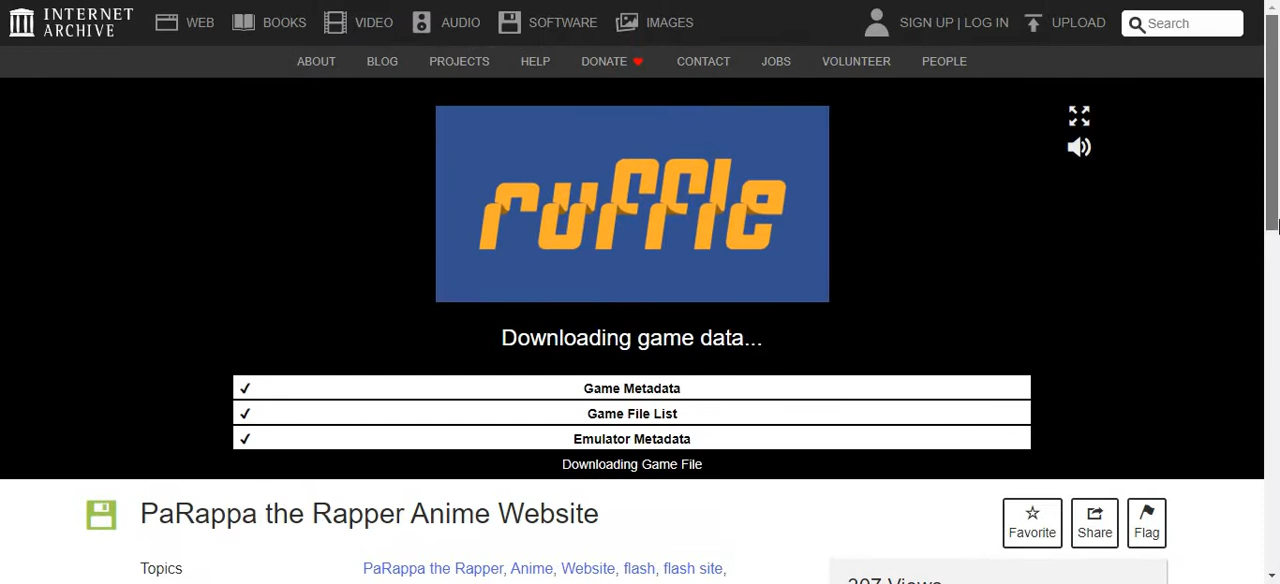 INTERNET ARCHIVE WEB BOOKS VIDEO AUDIO SOFTWARE IMAGES SIGN UP | LOG IN UPLOAD Search
ABOUT BLOG PROJECTS HELP DONATE CONTACT JOBS VOLUNTEER PEOPLE
ruffle
Downloading game data...
✓ Game Metadata
✓ Game File List
✓ Emulator Metadata
Downloading Game File
PaRappa the Rapper Anime Website
Favorite Share Flag
Topics PaRappa the Rapper, Anime, Website, flash, flash site,
207 Views